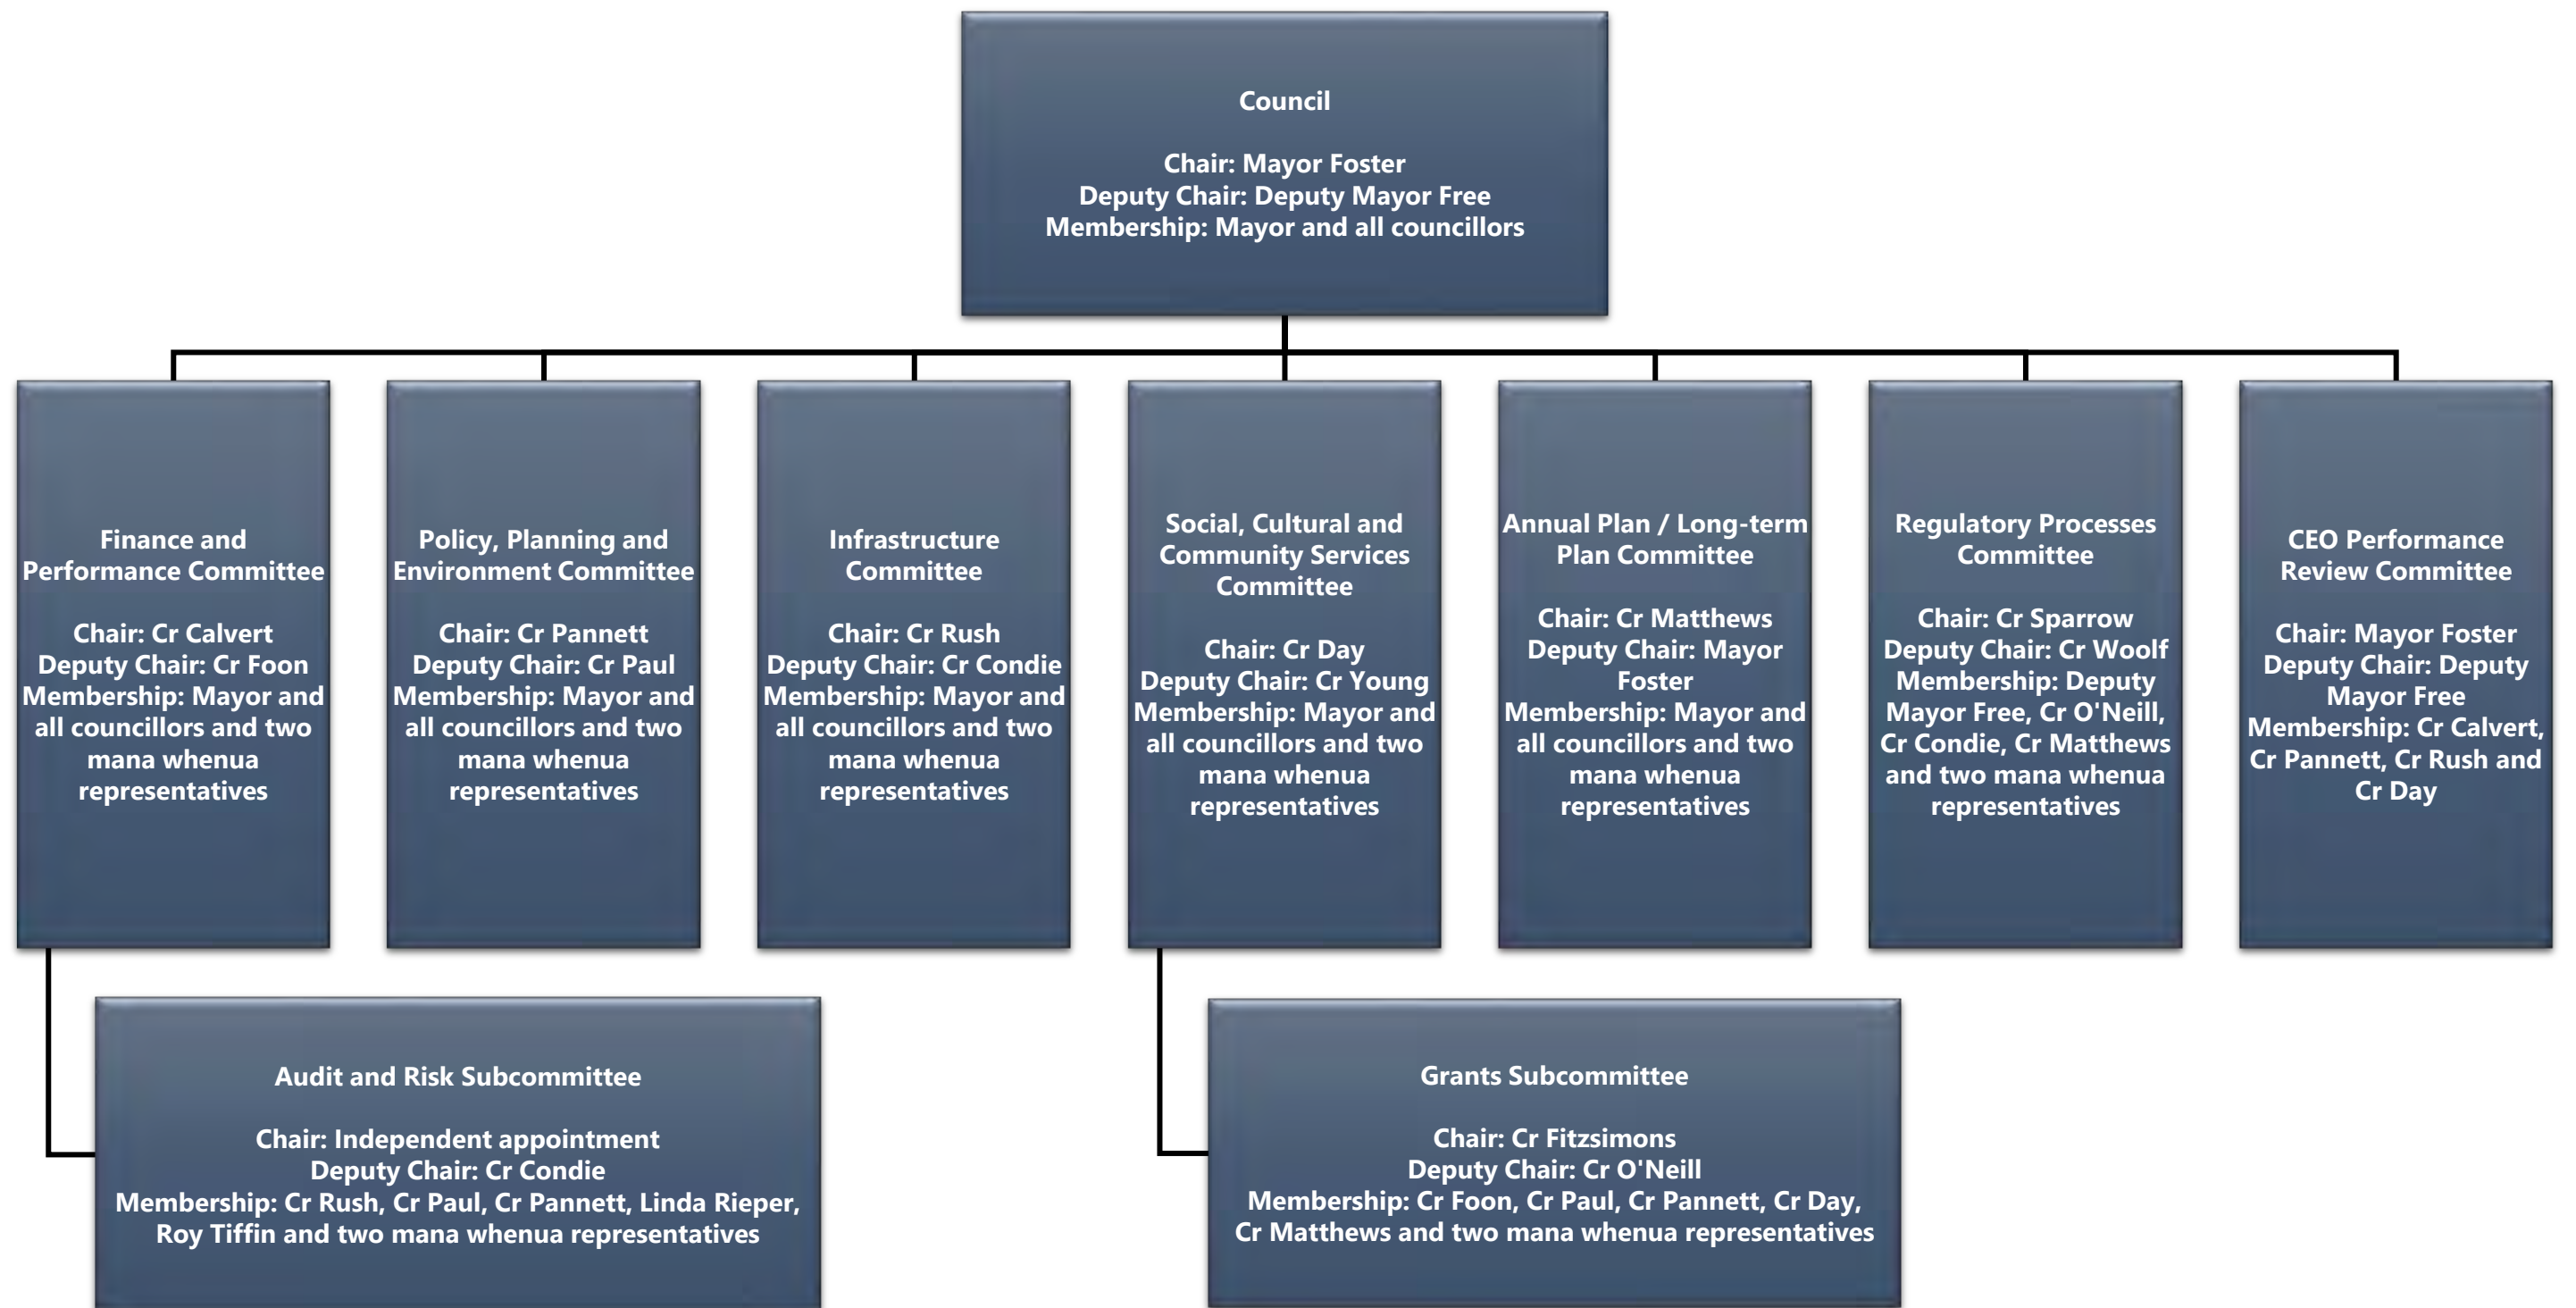 Council
Chair: Mayor Foster
Deputy Chair: Deputy Mayor Free
Membership: Mayor and all councillors
Finance and
Performance Committee
Chair: Cr Calvert
Deputy Chair: Cr Foon
Membership: Mayor and
all councillors and two
mana whenua
representatives
Policy, Planning and
Environment Committee
Chair: Cr Pannett
Deputy Chair: Cr Paul
Membership: Mayor and
all councillors and two
mana whenua
representatives
Infrastructure
Committee
Chair: Cr Rush
Deputy Chair: Cr Condie
Membership: Mayor and
all councillors and two
mana whenua
representatives
Social, Cultural and
Community Services
Committee
Chair: Cr Day
Deputy Chair: Cr Young
Membership: Mayor and
all councillors and two
mana whenua
representatives
Annual Plan / Long-term
Plan Committee
Chair: Cr Matthews
Deputy Chair: Mayor
Foster
Membership: Mayor and
all councillors and two
mana whenua
representatives
Regulatory Processes
Committee
Chair: Cr Sparrow
Deputy Chair: Cr Woolf
Membership: Deputy
Mayor Free, Cr O'Neill,
Cr Condie, Cr Matthews
and two mana whenua
representatives
CEO Performance
Review Committee
Chair: Mayor Foster
Deputy Chair: Deputy
Mayor Free
Membership: Cr Calvert,
Cr Pannett, Cr Rush and
Cr Day
Audit and Risk Subcommittee
Chair: Independent appointment
Deputy Chair: Cr Condie
Membership: Cr Rush, Cr Paul, Cr Pannett, Linda Rieper,
Roy Tiffin and two mana whenua representatives
Grants Subcommittee
Chair: Cr Fitzsimons
Deputy Chair: Cr O'Neill
Membership: Cr Foon, Cr Paul, Cr Pannett, Cr Day,
Cr Matthews and two mana whenua representatives